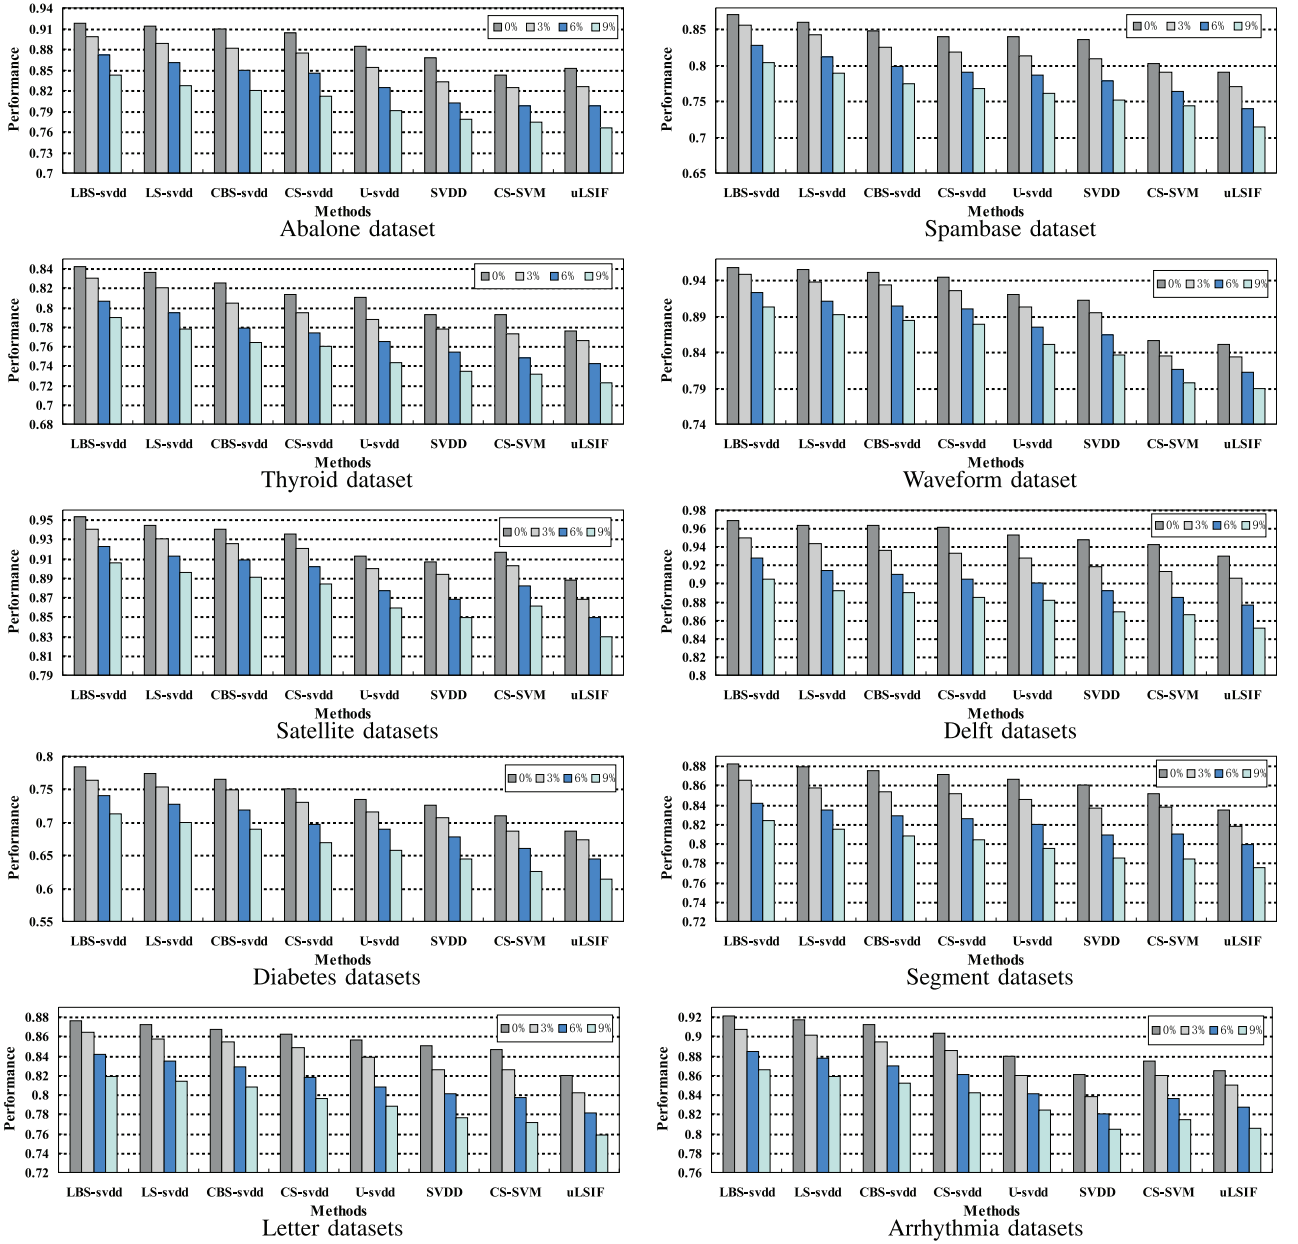 0.94
0.91
0.88
0.85
0.82
0.79
0.76
0.73
0.7
Performance
0% 3% 6% 9%
LBS-svdd LS-svdd CBS-svdd CS-svdd U-svdd SVDD CS-SVM uLSIF
Methods
Abalone dataset
0.85
0.8
0.75
0.7
0.65
Performance
0% 3% 6% 9%
LBS-svdd LS-svdd CBS-svdd CS-svdd U-svdd SVDD CS-SVM uLSIF
Methods
Spambase dataset
0.84
0.82
0.8
0.78
0.76
0.74
0.72
0.7
0.68
Performance
0% 3% 6% 9%
LBS-svdd LS-svdd CBS-svdd CS-svdd U-svdd SVDD CS-SVM uLSIF
Methods
Thyroid dataset
0.94
0.89
0.84
0.79
0.74
Performance
0% 3% 6% 9%
LBS-svdd LS-svdd CBS-svdd CS-svdd U-svdd SVDD CS-SVM uLSIF
Methods
Waveform dataset
0.95
0.93
0.91
0.89
0.87
0.85
0.83
0.81
0.79
Performance
0% 3% 6% 9%
LBS-svdd LS-svdd CBS-svdd CS-svdd U-svdd SVDD CS-SVM uLSIF
Methods
Satellite datasets
0.98
0.96
0.94
0.92
0.9
0.88
0.86
0.84
0.82
0.8
Performance
0% 3% 6% 9%
LBS-svdd LS-svdd CBS-svdd CS-svdd U-svdd SVDD CS-SVM uLSIF
Methods
Delft datasets
0.8
0.75
0.7
0.65
0.6
0.55
Performance
0% 3% 6% 9%
LBS-svdd LS-svdd CBS-svdd CS-svdd U-svdd SVDD CS-SVM uLSIF
Methods
Diabetes datasets
0.88
0.86
0.84
0.82
0.8
0.78
0.76
0.74
0.72
Performance
0% 3% 6% 9%
LBS-svdd LS-svdd CBS-svdd CS-svdd U-svdd SVDD CS-SVM uLSIF
Methods
Segment datasets
0.88
0.86
0.84
0.82
0.8
0.78
0.76
0.74
0.72
Performance
0% 3% 6% 9%
LBS-svdd LS-svdd CBS-svdd CS-svdd U-svdd SVDD CS-SVM uLSIF
Methods
Letter datasets
0.92
0.9
0.88
0.86
0.84
0.82
0.8
0.78
0.76
Performance
0% 3% 6% 9%
LBS-svdd LS-svdd CBS-svdd CS-svdd U-svdd SVDD CS-SVM uLSIF
Methods
Arrhythmia datasets